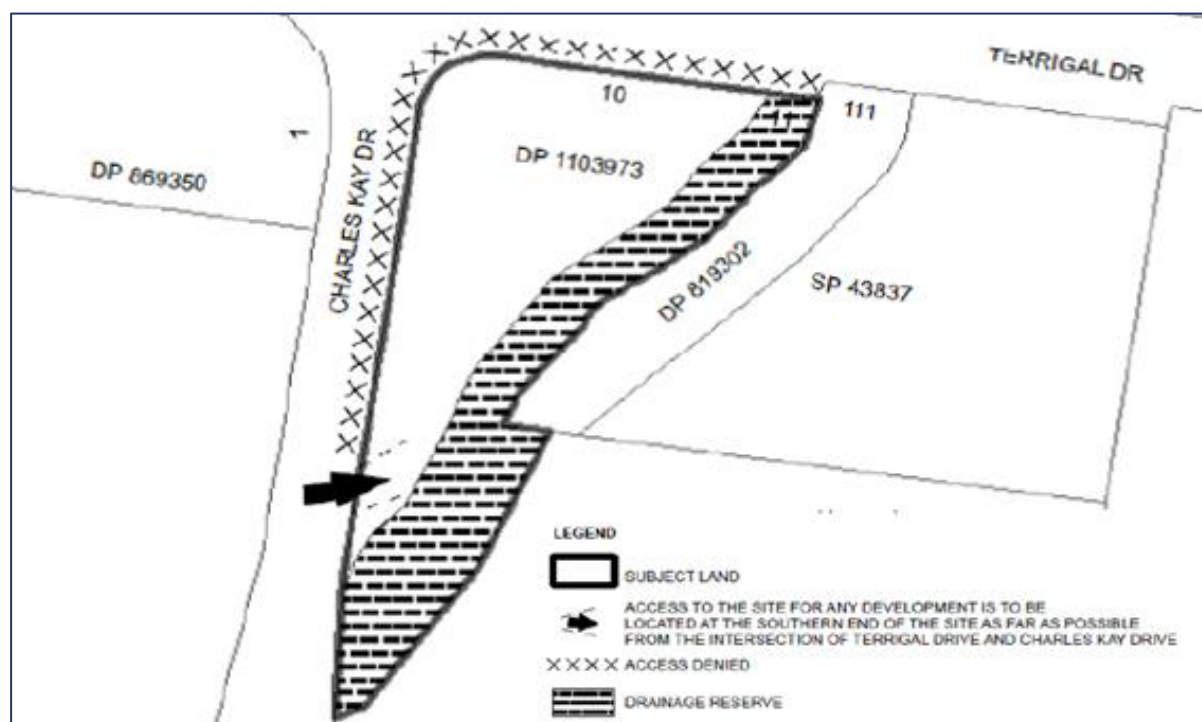 TERRIGAL DR
10
11
111
1
DP 1103973
DP 869350
CHARLES KAY DR
DP 819302
SP 43837
LEGEND
SUBJECT LAND
ACCESS TO THE SITE FOR ANY DEVELOPMENT IS TO BE
LOCATED AT THE SOUTHERN END OF THE SITE AS FAR AS POSSIBLE
FROM THE INTERSECTION OF TERRIGAL DRIVE AND CHARLES KAY DRIVE
XXXXX ACCESS DENIED
DRAINAGE RESERVE